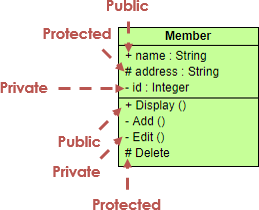 Public
Protected
Member
+ name : String
# address : String
Private
- id : Integer
+ Display ()
Public
- Add ()
- Edit ()
Private
# Delete
Protected